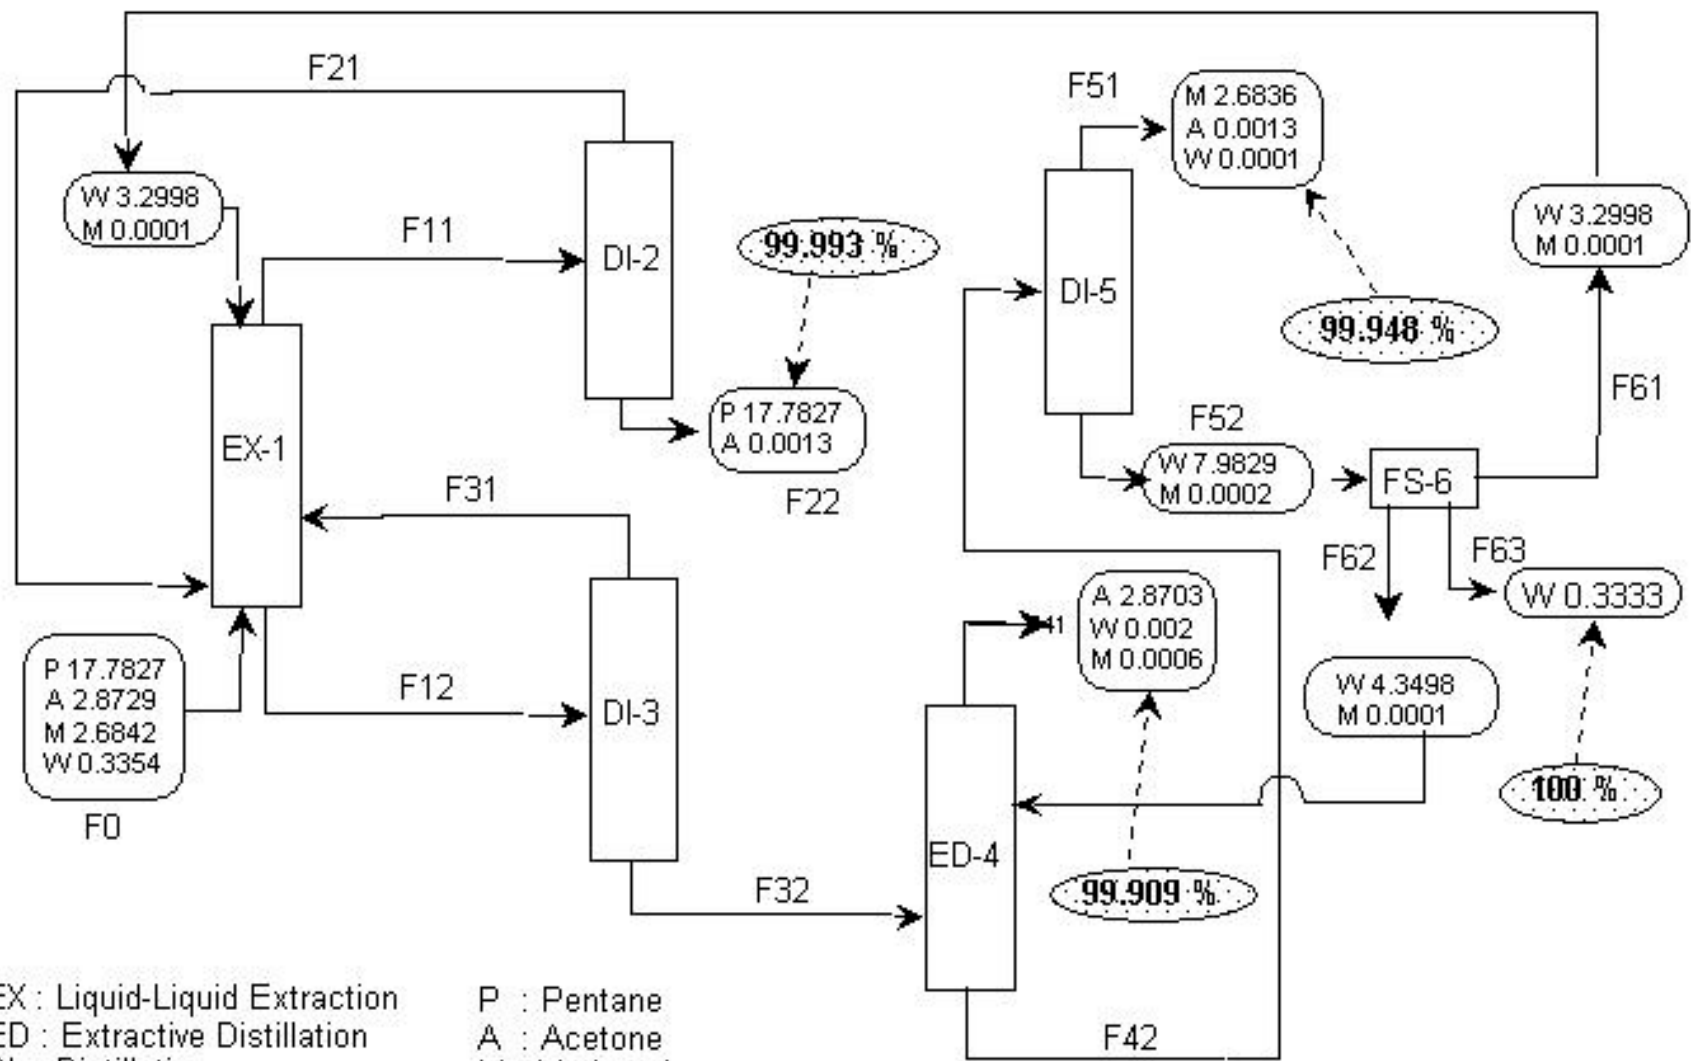 F21
F51
M 2.6836
A 0.0013
W 0.0001
W 3.2998
M 0.0001
F11
DI-2
99.993 %
DI-5
99.948 %
W 3.2998
M 0.0001
F61
P 17.7827
A 0.0013
F22
EX-1
F31
F52
W 7.9829
M 0.0002
FS-6
F62
F63
W 0.3333
P 17.7827
A 2.8729
M 2.6842
W 0.3354
F0
F12
DI-3
41
A 2.8703
W 0.002
M 0.0006
W 4.3498
M 0.0001
100 %
ED-4
99.909 %
F32
F42
EX : Liquid-Liquid Extraction
ED : Extractive Distillation
P : Pentane
A : Acetone